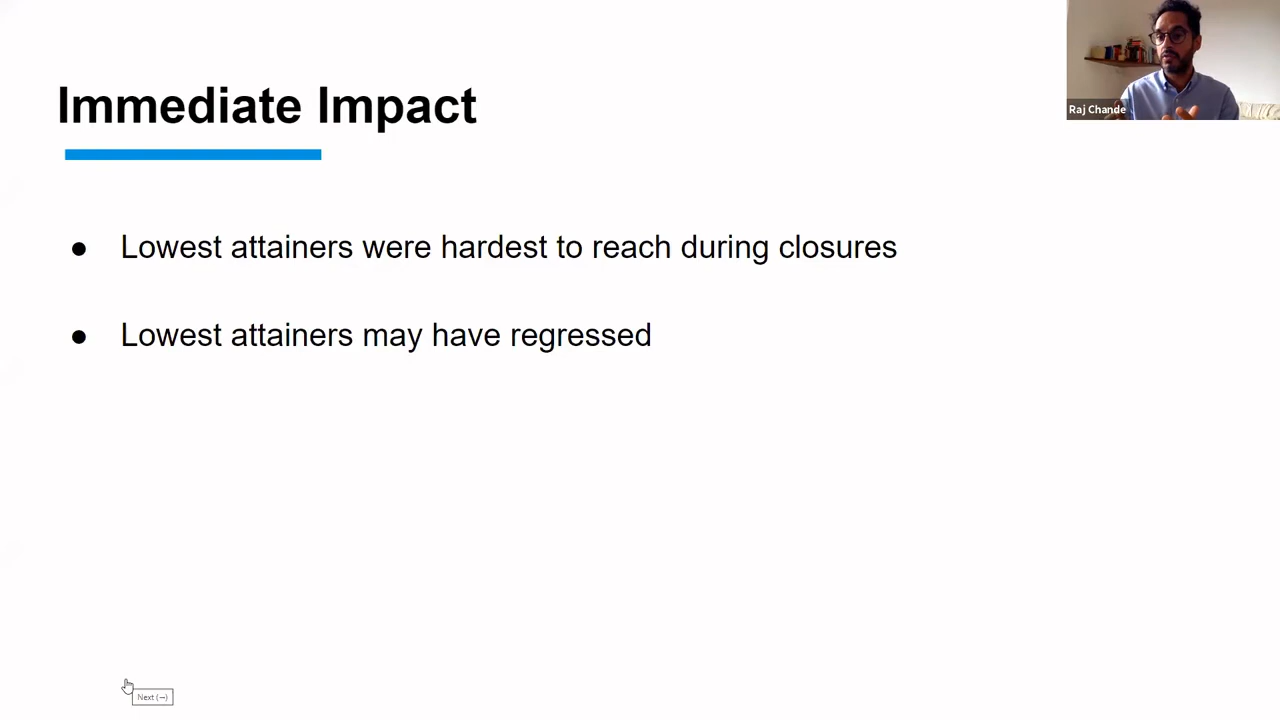 Immediate Impact
Raj Chande
● Lowest attainers were hardest to reach during closures
● Lowest attainers may have regressed
Next (→)